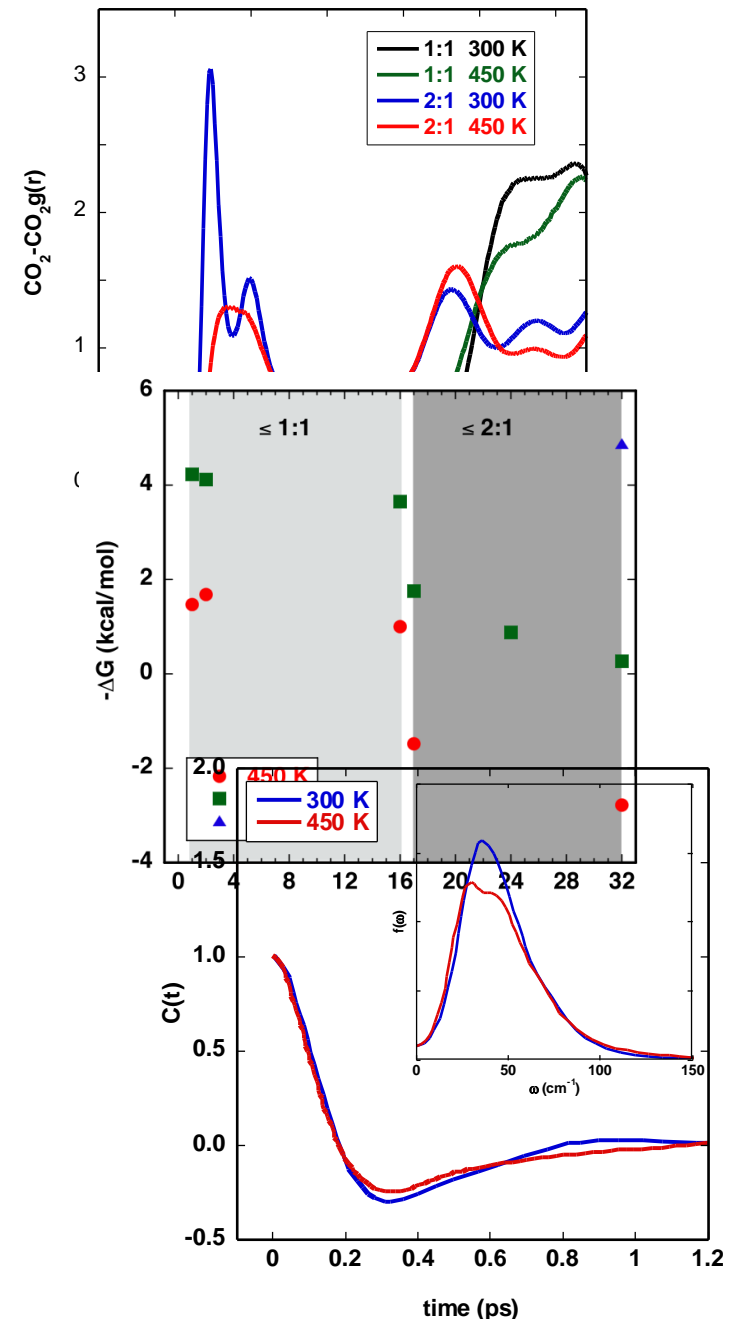 1:1 300 K
1:1 450 K
2:1 300 K
2:1 450 K
3
2
1
CO2-CO2g(r)
6
4
2
0
-2
-4
≤ 1:1
≤ 2:1
-ΔG (kcal/mol)
450 K
0 4 8 12 16 20 24 28 32
2.0
1.5
1.0
0.5
0.0
-0.5
300 K
450 K
C(t)
f(ω)
0 50 100 150
ω (cm-1)
0 0.2 0.4 0.6 0.8 1 1.2
time (ps)